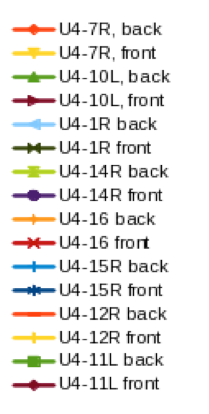 U4-7R, back
U4-7R, front
U4-10L, back
U4-10L, front
U4-1R back
U4-1R front
U4-14R back
U4-14R front
U4-16 back
U4-16 front
U4-15R back
U4-15R front
U4-12R back
U4-12R front
U4-11L back
U4-11L front